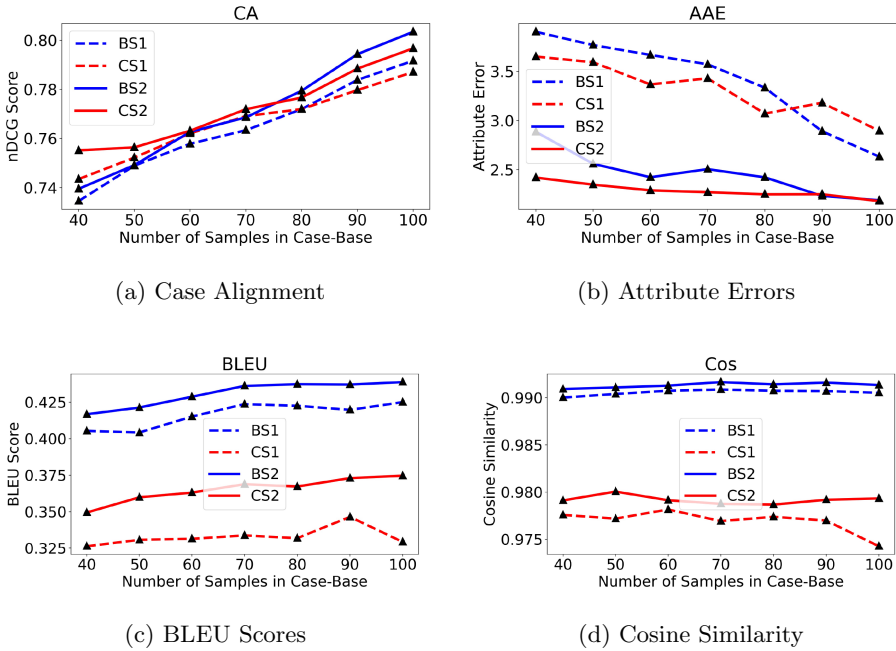 CA
nDCG Score
0.80
0.78
0.76
0.74
BS1
CS1
BS2
CS2
40 50 60 70 80 90 100
Number of Samples in Case-Base
(a) Case Alignment
AAE
Attribute Error
3.5
3.0
2.5
BS1
CS1
BS2
CS2
40 50 60 70 80 90 100
Number of Samples in Case-Base
(b) Attribute Errors
BLEU
BLEU Score
0.425
0.400
0.375
0.350
0.325
BS1
CS1
BS2
CS2
40 50 60 70 80 90 100
Number of Samples in Case-Base
(c) BLEU Scores
Cos
Cosine Similarity
0.990
0.985
0.980
0.975
BS1
CS1
BS2
CS2
40 50 60 70 80 90 100
Number of Samples in Case-Base
(d) Cosine Similarity